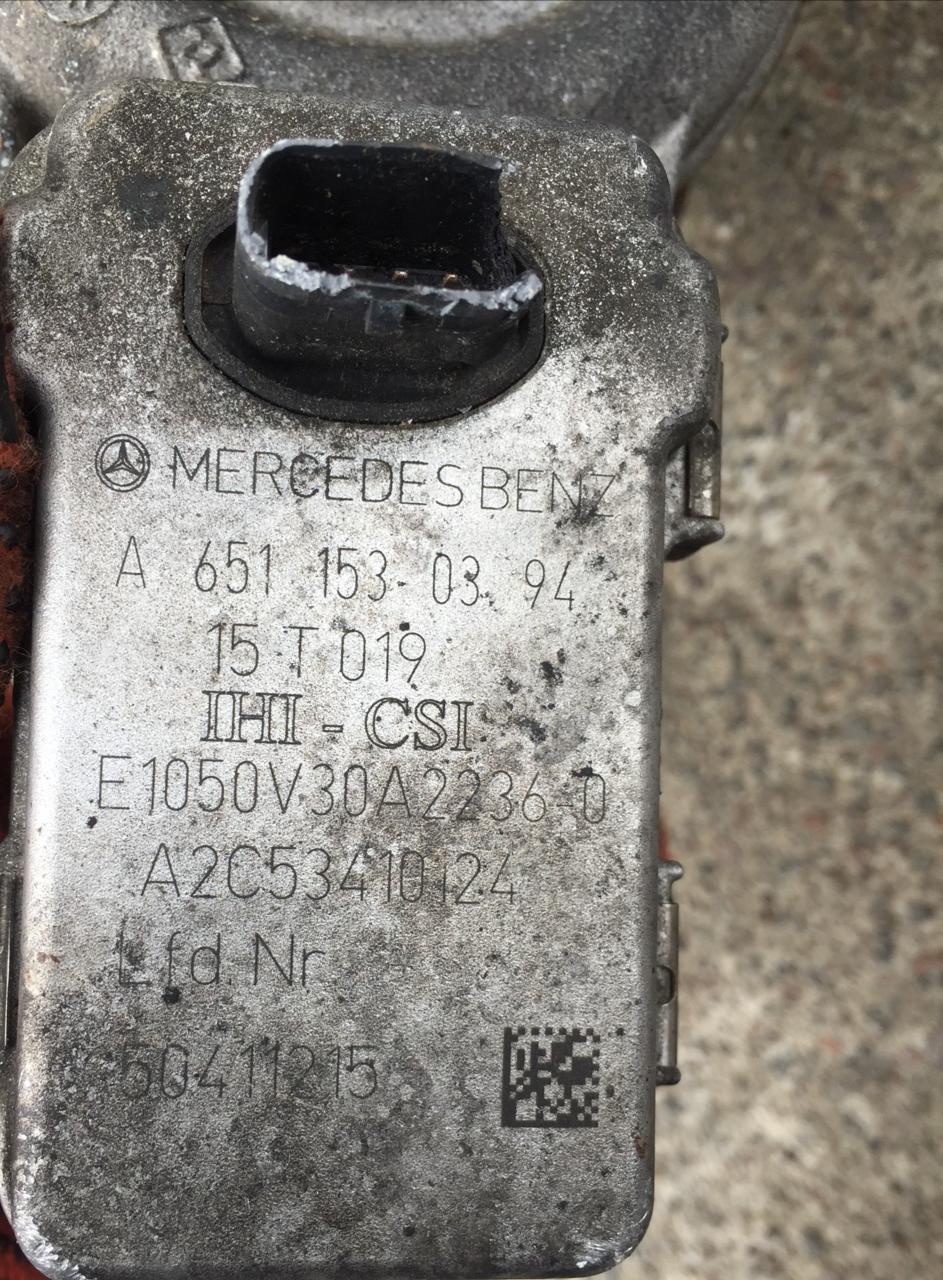 MERCEDES BENZ
A 651 153 03 94
15 T 019
IHI - CSI
E1050V30A2236-0
A2C53410124
Lfd. Nr
50411215